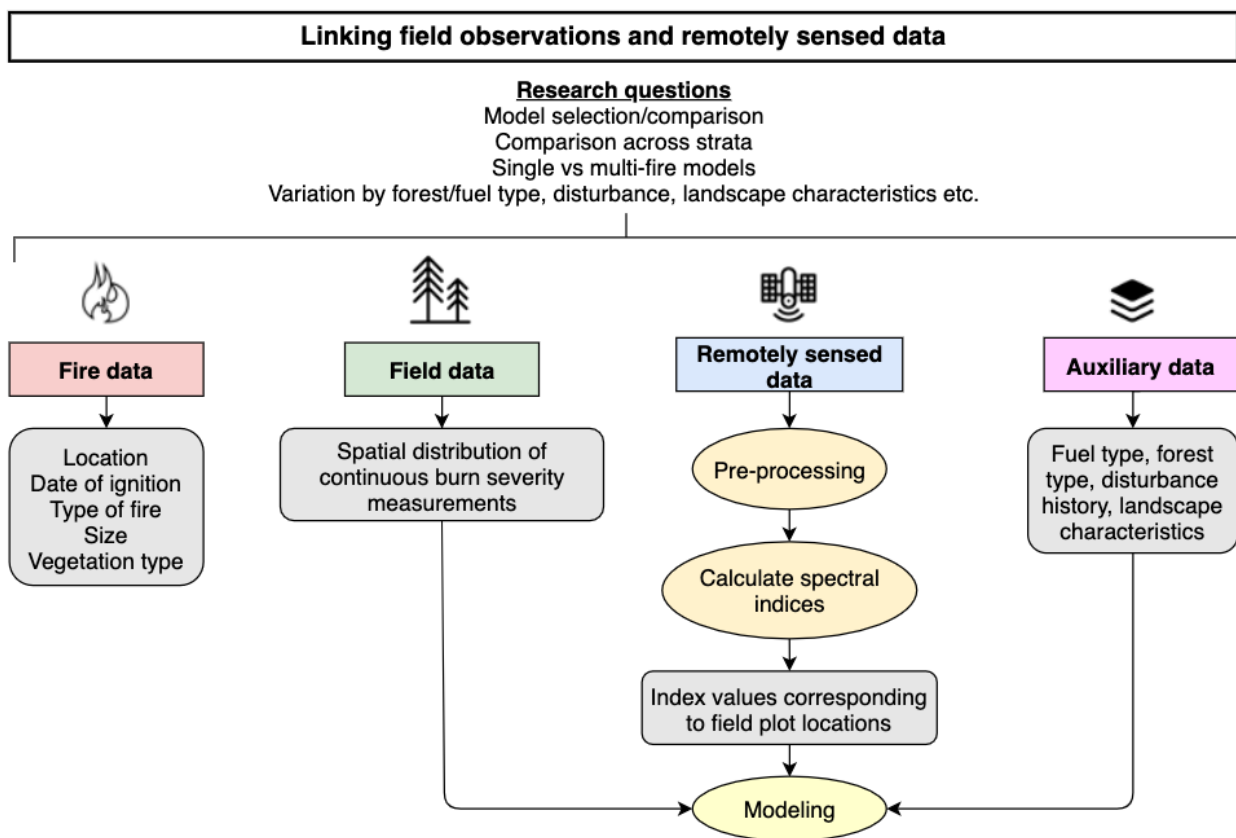 Linking field observations and remotely sensed data
Research questions
Model selection/comparison
Comparison across strata
Single vs multi-fire models
Variation by forest/fuel type, disturbance, landscape characteristics etc.
Fire data
Location
Date of ignition
Type of fire
Size
Vegetation type
Field data
Spatial distribution of
continuous burn severity
measurements
Remotely sensed
data
Pre-processing
Calculate spectral
indices
Index values corresponding
to field plot locations
Modeling
Auxiliary data
Fuel type, forest
type, disturbance
history, landscape
characteristics